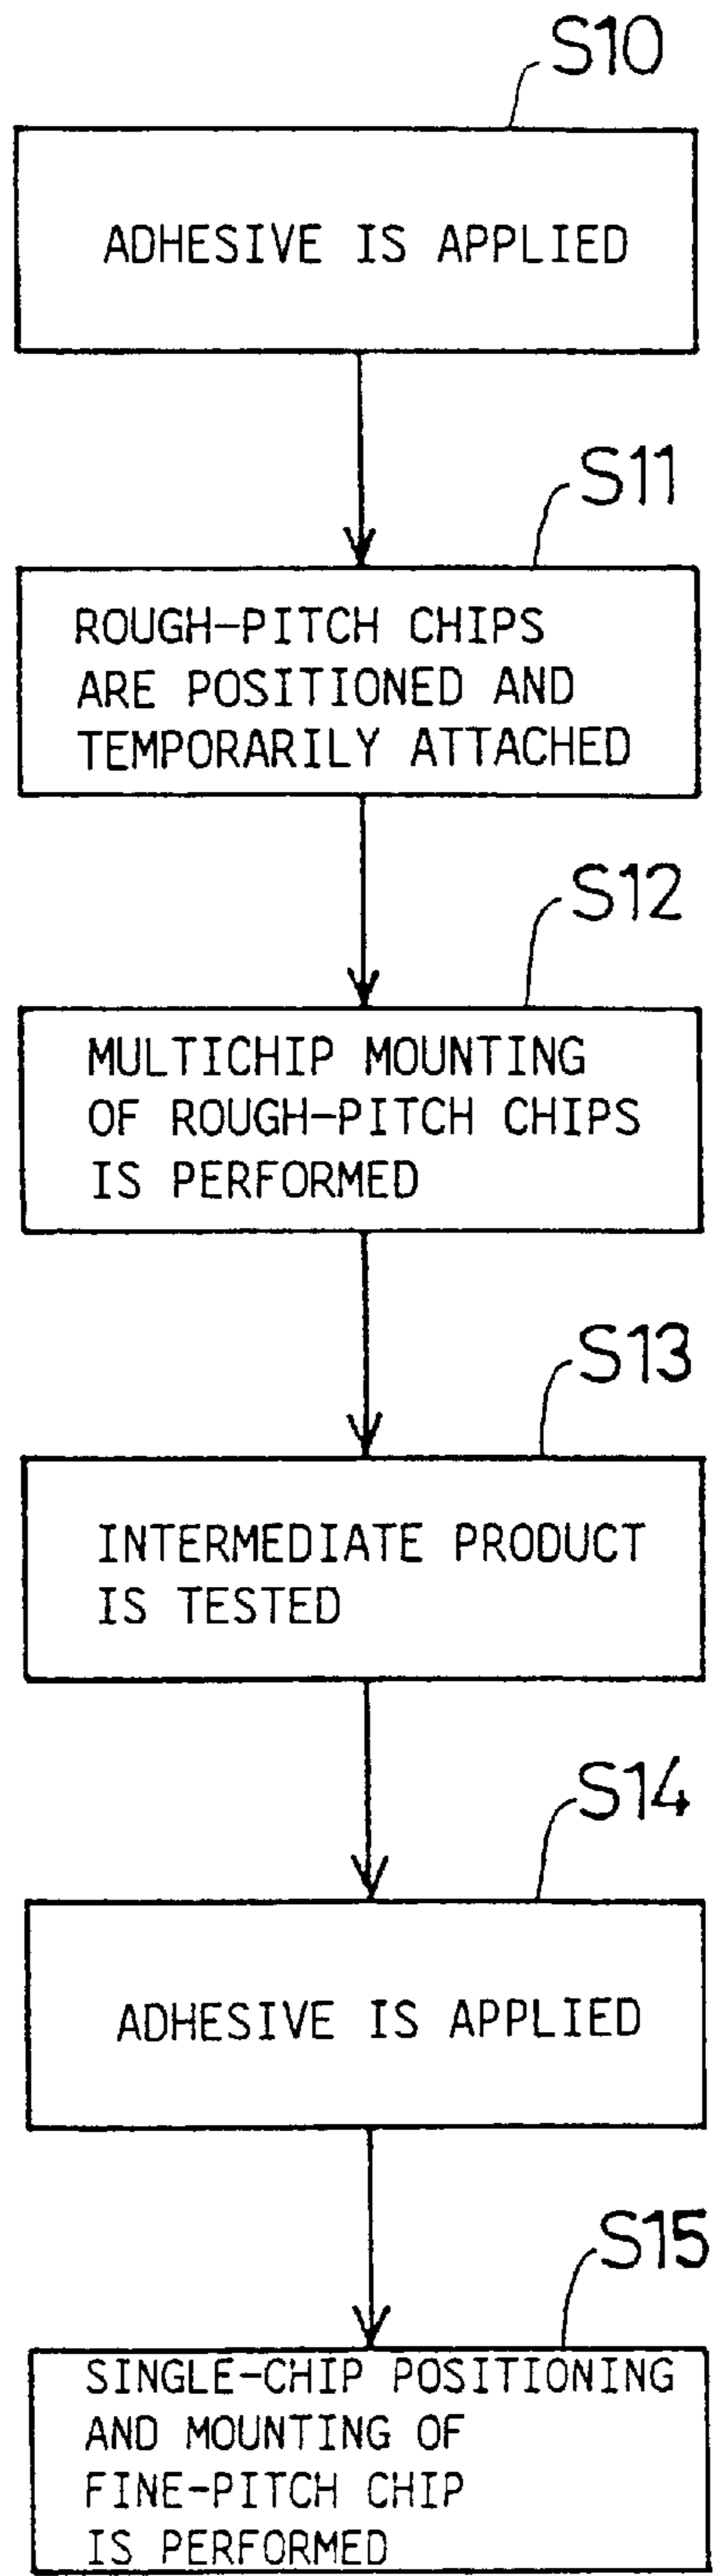 S10
ADHESIVE IS APPLIED
S11
ROUGH-PITCH CHIPS
ARE POSITIONED AND
TEMPORARILY ATTACHED
S12
MULTICHIP MOUNTING
OF ROUGH-PITCH CHIPS
IS PERFORMED
S13
INTERMEDIATE PRODUCT
IS TESTED
S14
ADHESIVE IS APPLIED
S15
SINGLE-CHIP POSITIONING
AND MOUNTING OF
FINE-PITCH CHIP
IS PERFORMED